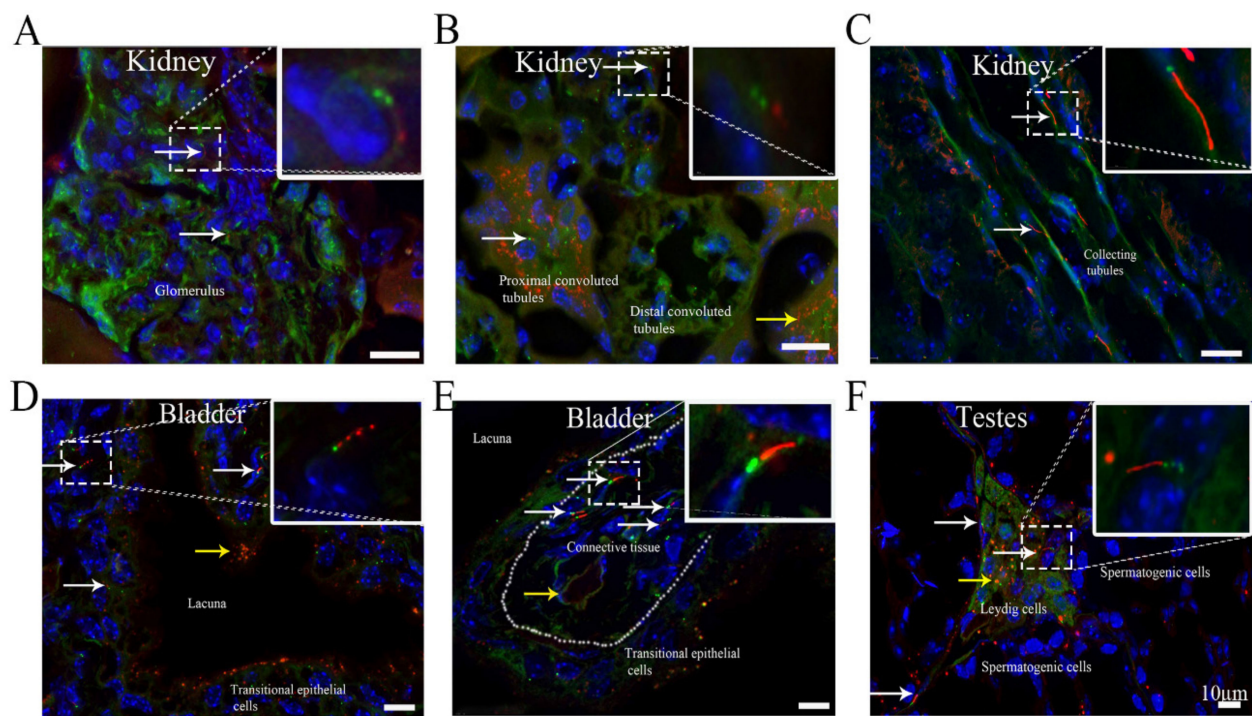 A
Kidney
Glomerulus
B
Kidney
Proximal convoluted
tubules
Distal convoluted
tubules
C
Kidney
Collecting
tubules
D
Bladder
Lacuna
Transitional epithelial
cells
E
Bladder
Lacuna
Connective tissue
Transitional epithelial
cells
F
Testes
Spermatogenic cells
Leydig cells
Spermatogenic cells
10μm